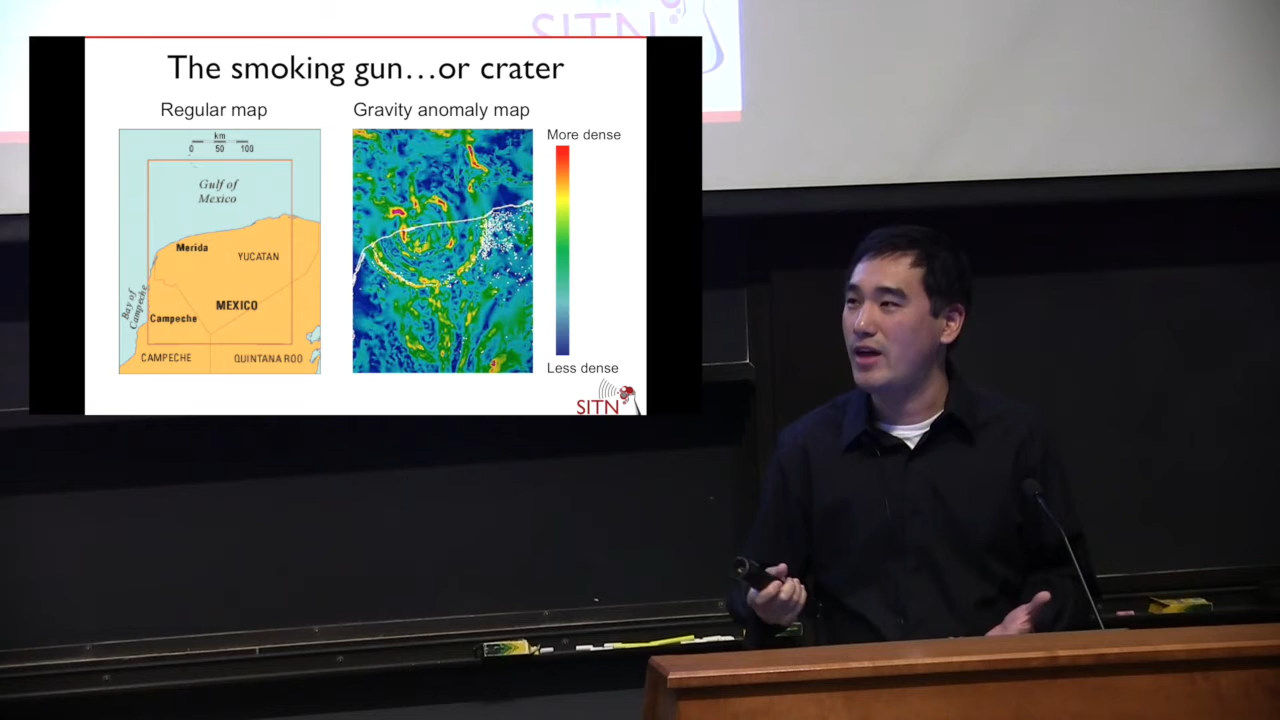 SITN
The smoking gun...or crater
Regular map
Gravity anomaly map
km
0 50 100
Gulf of
Mexico
Merida
YUCATAN
Bay of
Campeche
MEXICO
Campeche
CAMPECHE
QUINTANA ROO
More dense
Less dense
SITN